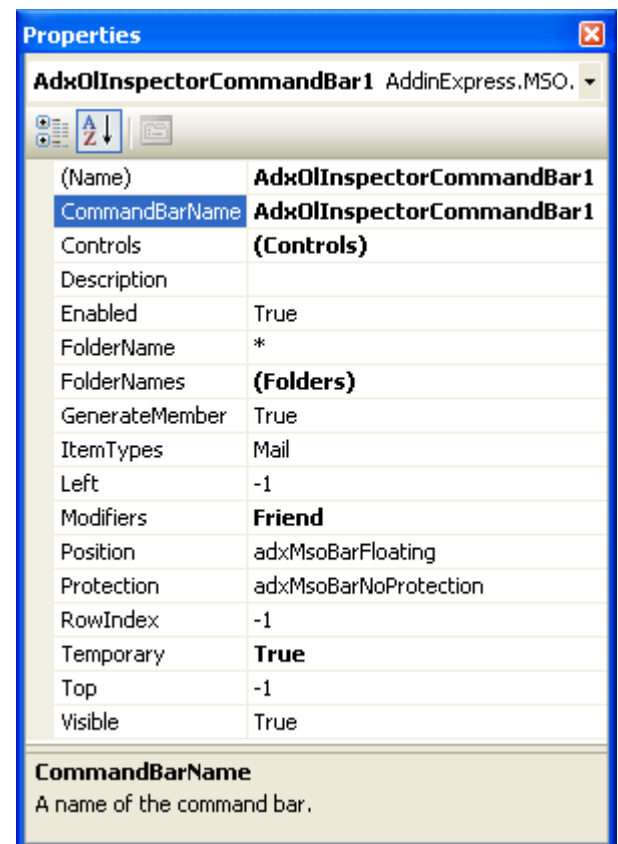 Properties
AdxOlInspectorCommandBar1 AddinExpress.MSO.
(Name) AdxOlInspectorCommandBar1
CommandBarName AdxOlInspectorCommandBar1
Controls (Controls)
Description
Enabled True
FolderName *
FolderNames (Folders)
GenerateMember True
ItemTypes Mail
Left -1
Modifiers Friend
Position adxMsoBarFloating
Protection adxMsoBarNoProtection
RowIndex -1
Temporary True
Top -1
Visible True
CommandBarName
A name of the command bar.